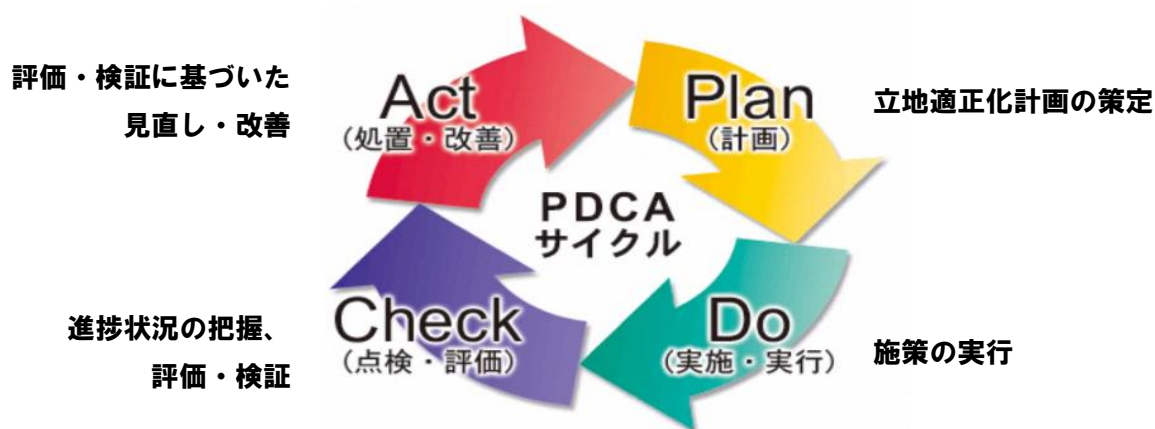 評価・検証に基づいた
見直し・改善
Act
(処置・改善)
Plan
(計画)
立地適正化計画の策定
PDCA
サイクル
進捗状況の把握、
評価・検証
Check
(点検・評価)
Do
(実施・実行)
施策の実行